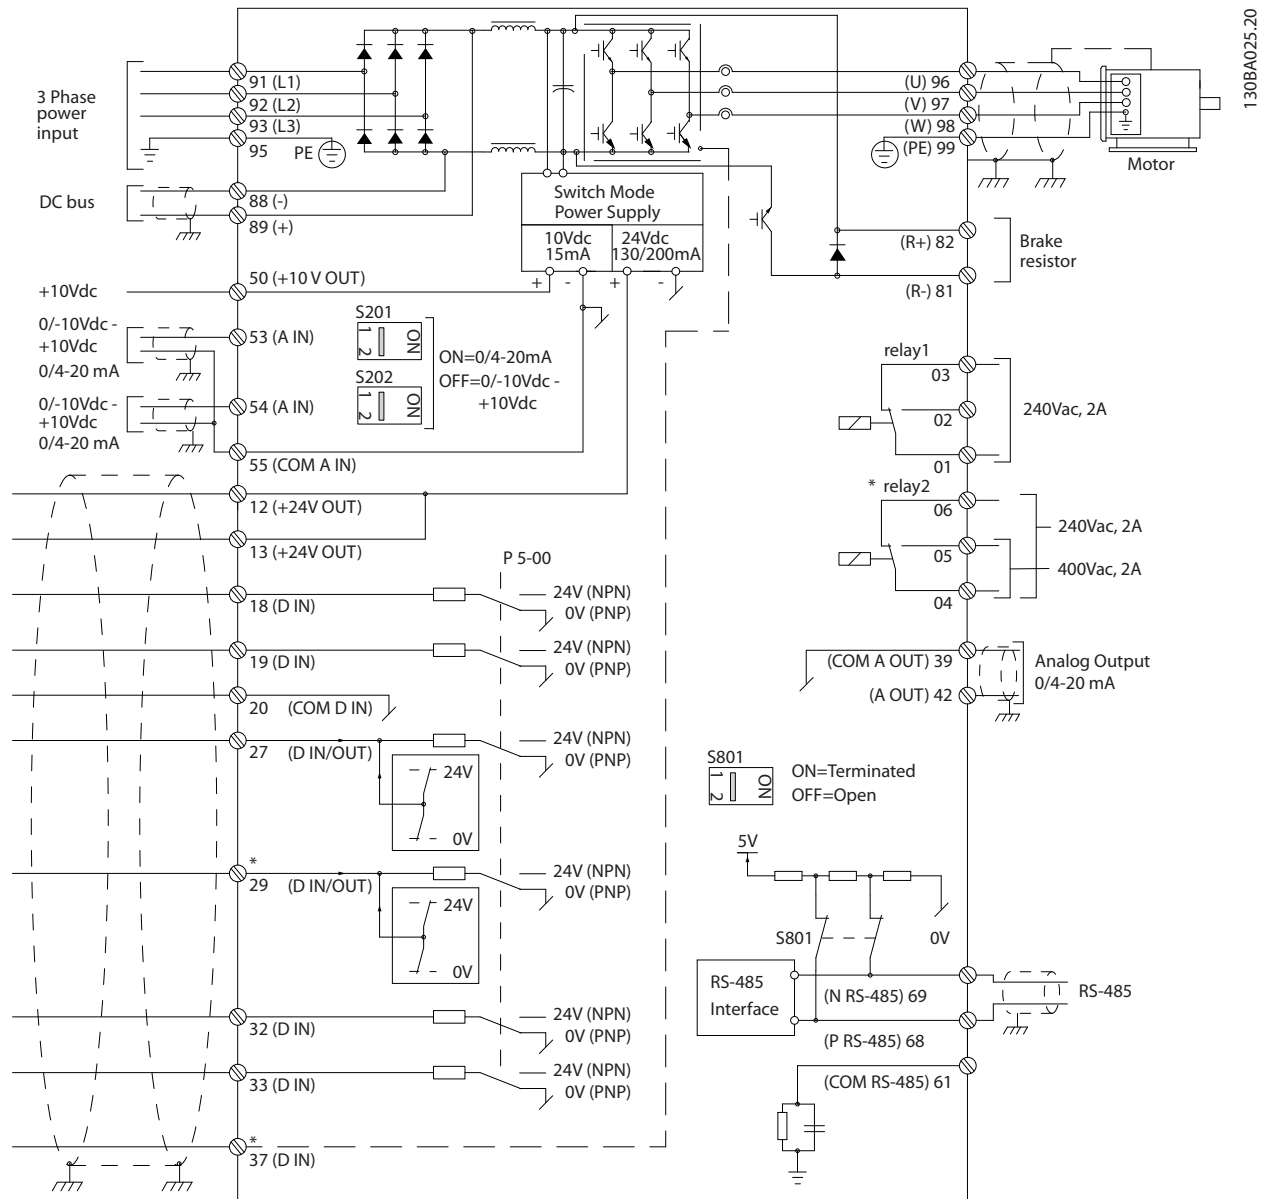 130BA025.20
3 Phase
power
input
91 (L1)
92 (L2)
93 (L3)
95
PE
DC bus
88 (-)
89 (+)
Switch Mode
Power Supply
10Vdc
15mA
24Vdc
130/200mA
+ - + -
(U) 96
(V) 97
(W) 98
(PE) 99
Motor
(R+) 82
Brake
resistor
(R-) 81
+10Vdc
50 (+10 V OUT)
0/-10Vdc -
+10Vdc
0/4-20 mA
53 (A IN)
0/-10Vdc -
+10Vdc
0/4-20 mA
54 (A IN)
55 (COM A IN)
S201
1 2
ON
S202
1 2
ON
ON=0/4-20mA
OFF=0/-10Vdc -
+10Vdc
relay1
03
02
01
240Vac, 2A
* relay2
06
05
04
240Vac, 2A
400Vac, 2A
12 (+24V OUT)
13 (+24V OUT)
P 5-00
18 (D IN)
24V (NPN)
0V (PNP)
19 (D IN)
24V (NPN)
0V (PNP)
20 (COM D IN)
27 (D IN/OUT)
24V (NPN)
0V (PNP)
24V
0V
*
29 (D IN/OUT)
24V (NPN)
0V (PNP)
24V
0V
32 (D IN)
24V (NPN)
0V (PNP)
33 (D IN)
24V (NPN)
0V (PNP)
*
37 (D IN)
(COM A OUT) 39
(A OUT) 42
Analog Output
0/4-20 mA
S801
1 2
ON
ON=Terminated
OFF=Open
5V
S801
0V
RS-485
Interface
(N RS-485) 69
RS-485
(P RS-485) 68
(COM RS-485) 61